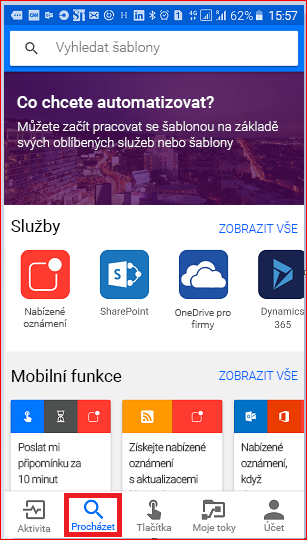 62% 15:57
Vyhledat šablony
Co chcete automatizovat?
Můžete začít pracovat se šablonou na základě
svých oblíbených služeb nebo šablony
Služby
ZOBRAZIT VŠE
Nabízené
oznámení
SharePoint
OneDrive pro
firmy
Dynamics
365
Mobilní funkce
ZOBRAZIT VŠE
Poslat mi
připomínku za
10 minut
Získejte nabízené
oznámení
s aktualizacemi
Nabízené
oznámení,
když
Aktivita
Procházet
Tlačítka
Moje toky
Účet